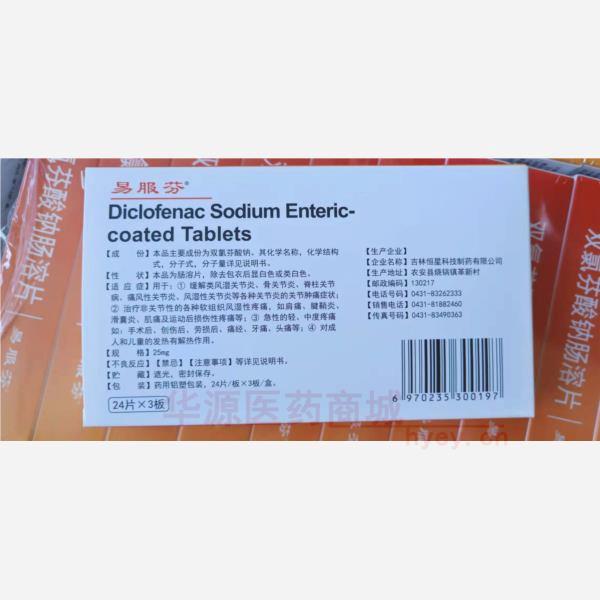 易服芬®
Diclofenac Sodium Enteric-
coated Tablets
【成 份】本品主要成份为双氯芬酸钠。其化学名称,化学结构
式,分子式,分子量详见说明书。
【性 状】本品为肠溶片,除去包衣后显白色或类白色。
【适 应 症】用于:① 缓解类风湿关节炎、骨关节炎、脊柱关节
病、痛风性关节炎、风湿性关节炎等各种关节炎的关节肿痛症状;
② 治疗非关节性的各种软组织风湿性疼痛,如肩痛、腱鞘炎、
滑囊炎、肌痛及运动后损伤性疼痛等;③ 急性的轻、中度疼痛
如:手术后、创伤后、劳损后、痛经、牙痛、头痛等;④ 对成
人和儿童的发热有解热作用。
【规 格】25mg
【不良反应】【禁忌】【注意事项】等详见说明书。
【贮 藏】遮光,密封保存。
【包 装】药用铝塑包装,24片/板×3板/盒。
24片×3板
【生产企业】
【企业名称】吉林恒星科技制药有限公司
【生产地址】农安县烧锅镇革新村
【邮政编码】130217
【电话号码】0431-83262333
【销售电话】0431-81882460
【传真号码】0431-83490363
6 970235 300197
华源医药商城
hyey.cn
芬酸钠肠溶片
双氯芬酸钠肠溶片